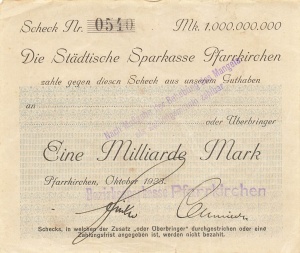 Scheck Nr. 0540 Mk. 1.000.000.000
Die Städtische Sparkasse Pfarrkirchen
zahle gegen diesen Scheck aus unserem Guthaben
an
oder Überbringer
Eine Milliarde Mark
Pfarrkirchen, Oktober 1923.
Pfarrkirchen
Schecks, in welchen der Zusatz „oder Überbringer" durchgestrichen oder eine
Zahlungsfrist angegeben ist, werden nicht bezahlt.